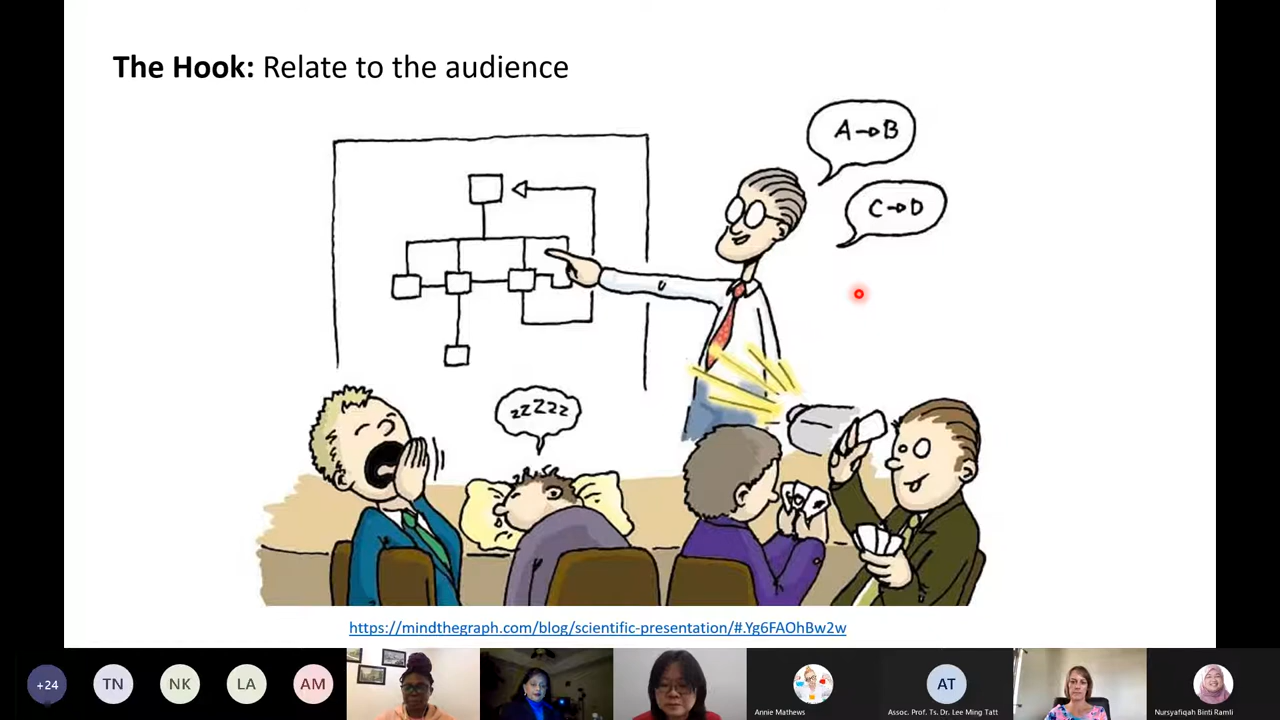 The Hook: Relate to the audience
A→B
C→D
zzZzz
https://mindthegraph.com/blog/scientific-presentation/#.Yg6FAOhBw2w
+24
TN
NK
LA
AM
Annie Mathews
AT
Assoc. Prof. Ts. Dr. Lee Ming Tatt
Nursyafiqah Binti Ramli